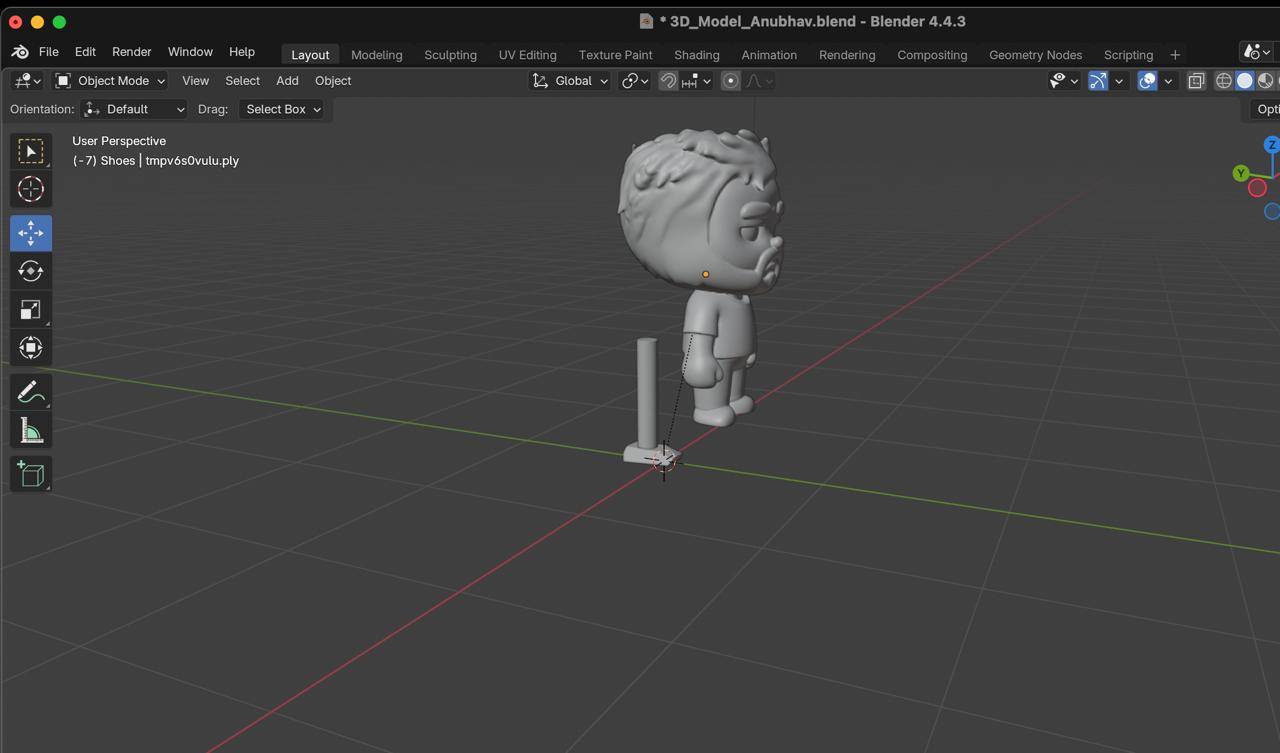 * 3D_Model_Anubhav.blend - Blender 4.4.3
File Edit Render Window Help Layout Modeling Sculpting UV Editing Texture Paint Shading Animation Rendering Compositing Geometry Nodes Scripting +
Object Mode View Select Add Object Global
Orientation: Default Drag: Select Box Opti
User Perspective
(-7) Shoes | tmpv6s0vulu.ply
Z
Y